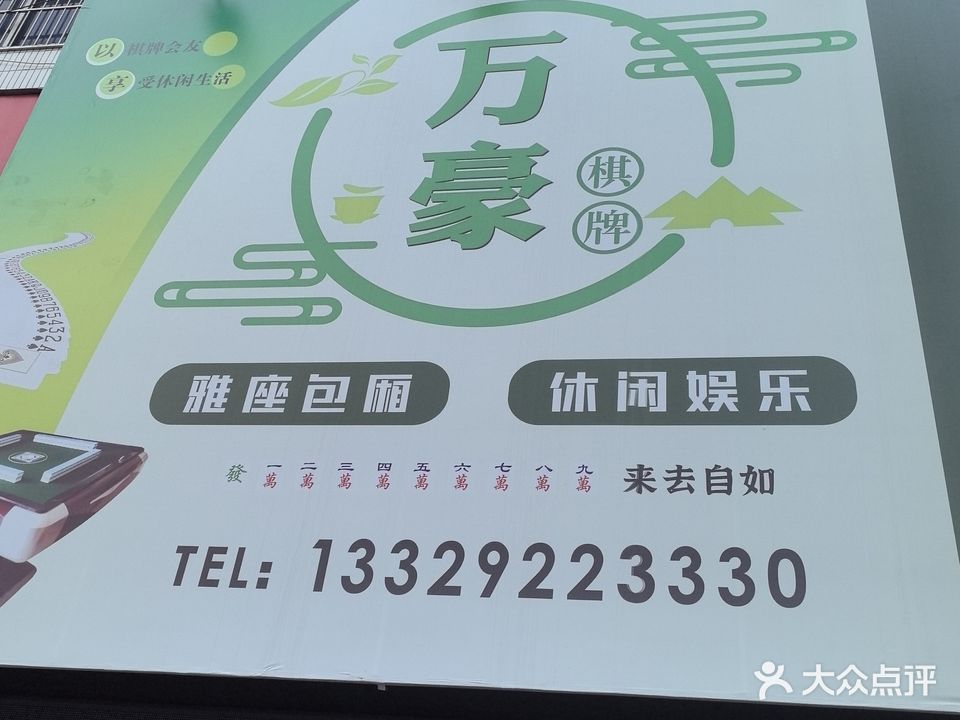 以棋牌会友
享受休闲生活
万豪
棋牌
雅座包厢
休闲娱乐
發 一萬 二萬 三萬 四萬 五萬 六萬 七萬 八萬 九萬 来去自如
TEL: 13329223330
大众点评